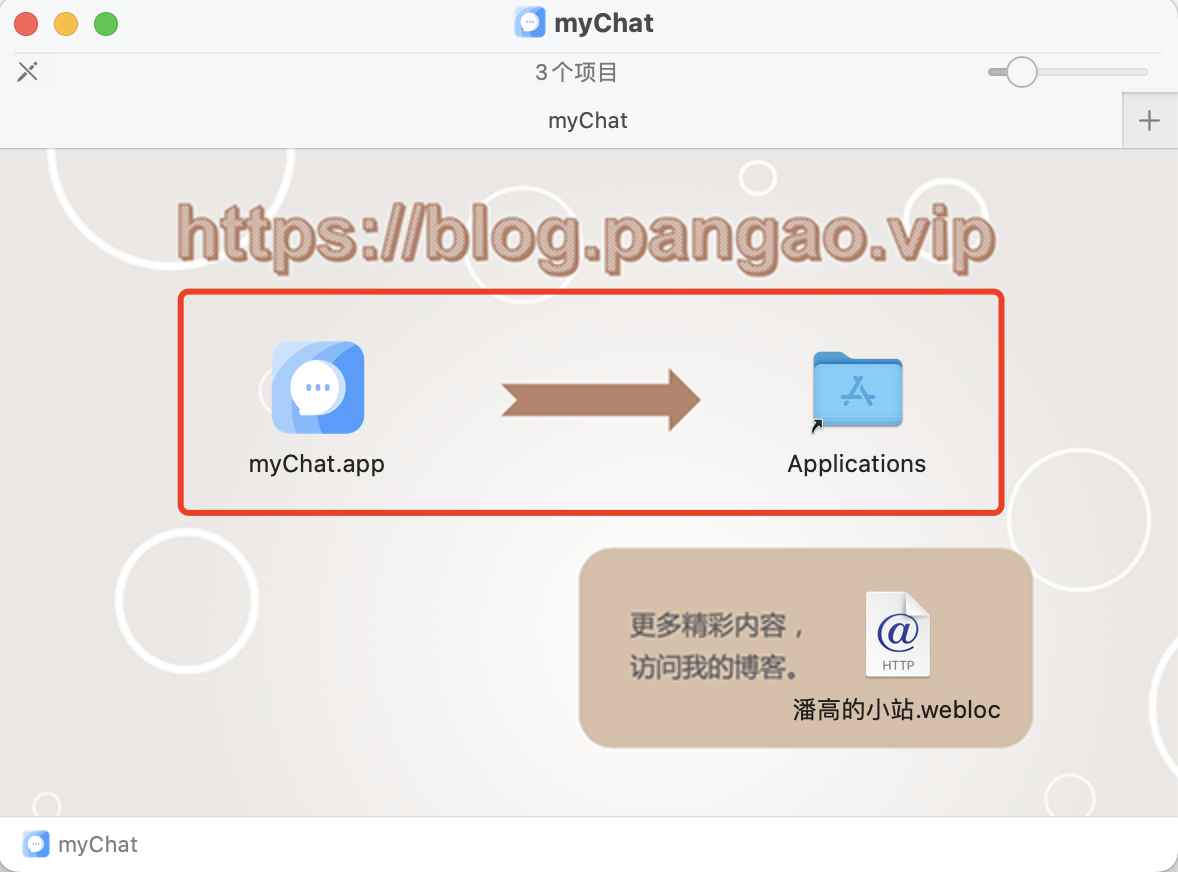 myChat
3个项目
myChat
https://blog.pangao.vip
myChat.app
Applications
更多精彩内容，
访问我的博客。
@
HTTP
潘高的小站.webloc
myChat